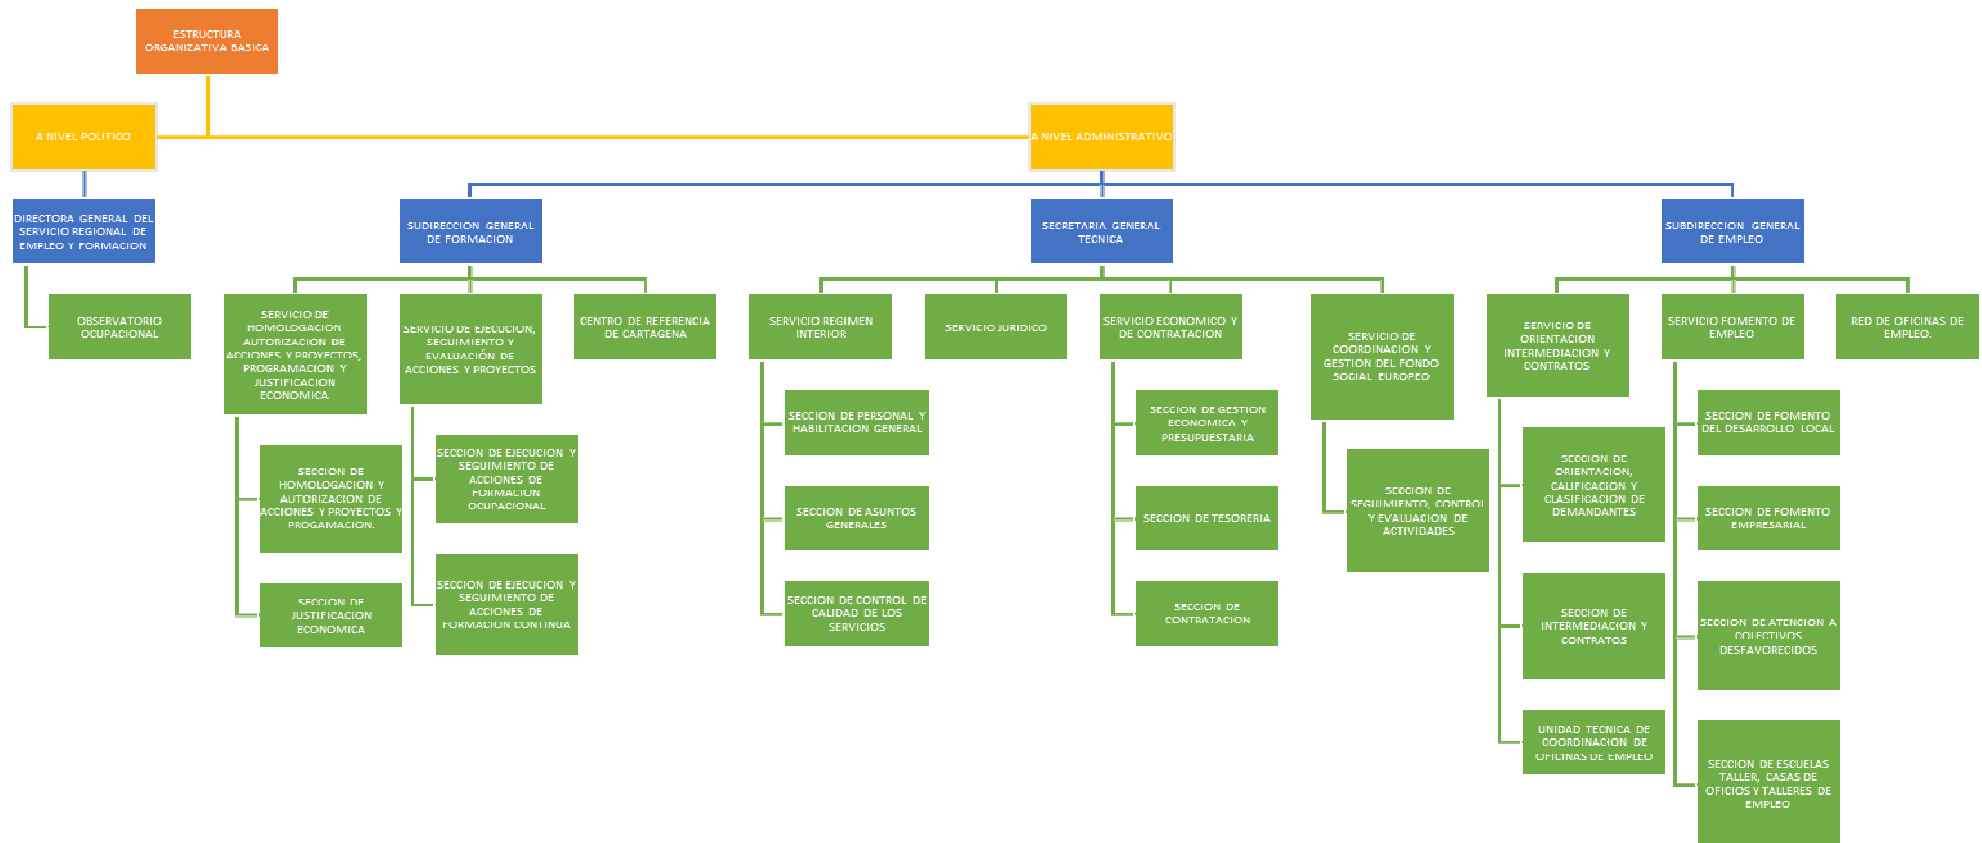 ESTRUCTURA
ORGANIZATIVA BASICA
A NIVEL POLITICO
A NIVEL ADMINISTRATIVO
DIRECTORA GENERAL DEL
SERVICIO REGIONAL DE
EMPLEO Y FORMACION
SUDIRECCION GENERAL
DE FORMACION
SECRETARIA GENERAL
TECNICA
SUBDIRECCION GENERAL
DE EMPLEO
OBSERVATORIO
OCUPACIONAL
SERVICIO DE
HOMOLOGACION
AUTORIZACION DE
ACCIONES Y PROYECTOS,
PROGRAMACION Y
JUSTIFICACION
ECONOMICA
SERVICIO DE EJECUCION,
SEGUIMIENTO Y
EVALUACIÓN DE
ACCIONES Y PROYECTOS
CENTRO DE REFERENCIA
DE CARTAGENA
SERVICIO REGIMEN
INTERIOR
SERVICIO JURIDICO
SERVICIO ECONOMICO Y
DE CONTRATACION
SERVICIO DE
COORDINACION Y
GESTION DEL FONDO
SOCIAL EUROPEO
SERVICIO DE
ORIENTACION
INTERMEDIACION Y
CONTRATOS
SERVICIO FOMENTO DE
EMPLEO
RED DE OFICINAS DE
EMPLEO.
SECCION DE
HOMOLOGACION Y
AUTORIZACION DE
ACCIONES Y PROYECTOS Y
PROGAMACION.
SECCION DE
JUSTIFICACION
ECONOMICA
SECCION DE EJECUCION Y
SEGUIMIENTO DE
ACCIONES DE
FORMACION
OCUPACIONAL
SECCION DE EJECUCION Y
SEGUIMIENTO DE
ACCIONES DE
FORMACION CONTINUA
SECCION DE PERSONAL Y
HABILITACION GENERAL
SECCION DE ASUNTOS
GENERALES
SECCION DE CONTROL DE
CALIDAD DE LOS
SERVICIOS
SECCION DE GESTION
ECONOMICA Y
PRESUPUESTARIA
SECCION DE TESORERIA
SECCION DE
CONTRATACION
SECCION DE
SEGUIMIENTO, CONTROL
Y EVALUACION DE
ACTIVIDADES
SECCION DE
ORIENTACION,
CALIFICACION Y
CLASIFICACION DE
DEMANDANTES
SECCION DE
INTERMEDIACION Y
CONTRATOS
UNIDAD TECNICA DE
COORDINACION DE
OFICINAS DE EMPLEO
SECCION DE FOMENTO
DEL DESARROLLO LOCAL
SECCION DE FOMENTO
EMPRESARIAL
SECCION DE ATENCION A
COLECTIVOS
DESFAVORECIDOS
SECCION DE ESCUELAS
TALLER, CASAS DE
OFICIOS Y TALLERES DE
EMPLEO